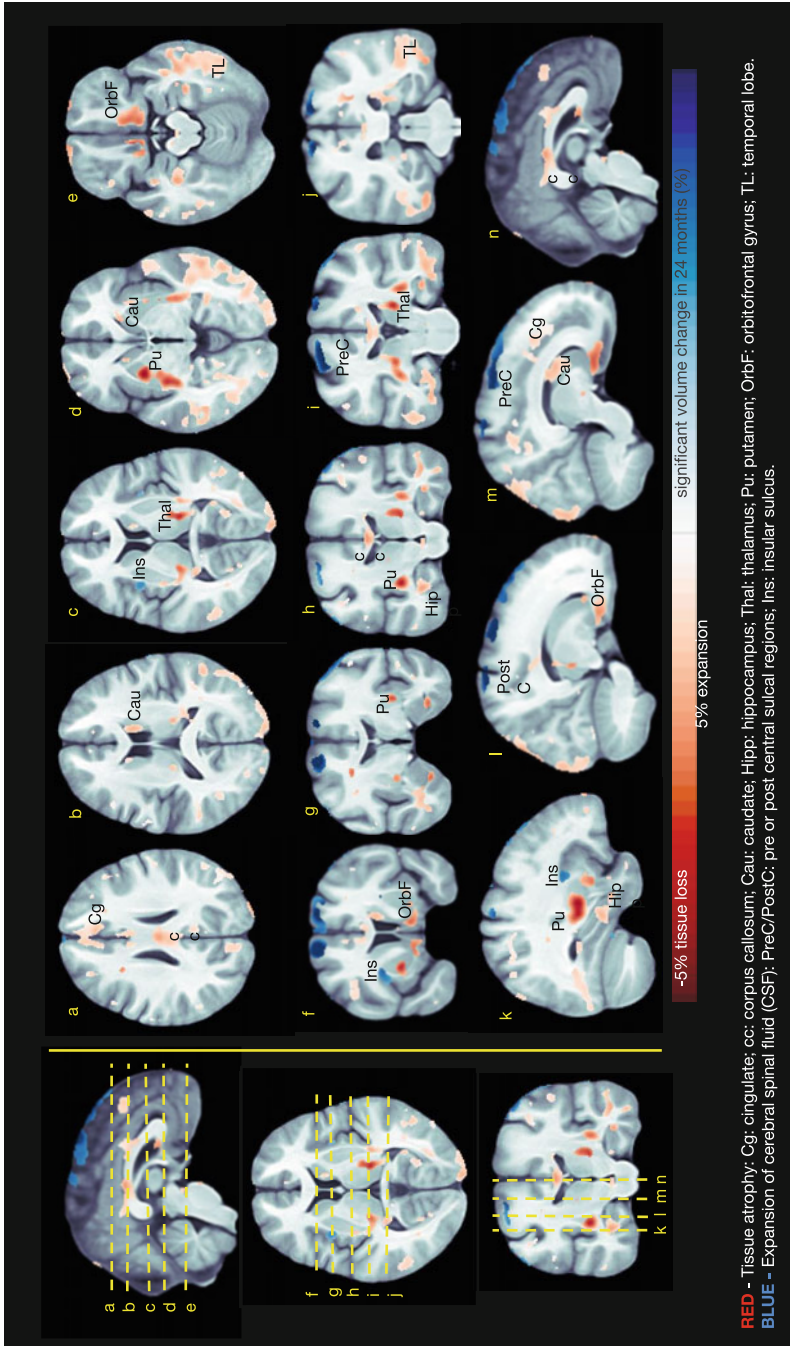 a
b
c
d
e
f
g
h
i
j
k l m n
a
Cg
c
c
b
Cau
c
Ins
Thal
d
Pu
Cau
e
OrbF
TL
f
Ins
OrbF
g
Pu
h
c
c
Pu
Hip
p
i
PreC
Thal
j
TL
k
Pu
Ins
Hip
p
l
Post
C
OrbF
m
PreC
Cau
Cg
n
c
c
-5% tissue loss
significant volume change in 24 months (%)
5% expansion
RED - Tissue atrophy: Cg: cingulate; cc: corpus callosum; Cau: caudate; Hipp: hippocampus; Thal: thalamus; Pu: putamen; OrbF: orbitofrontal gyrus; TL: temporal lobe.
BLUE - Expansion of cerebral spinal fluid (CSF): PreC/PostC: pre or post central sulcal regions; Ins: insular sulcus.